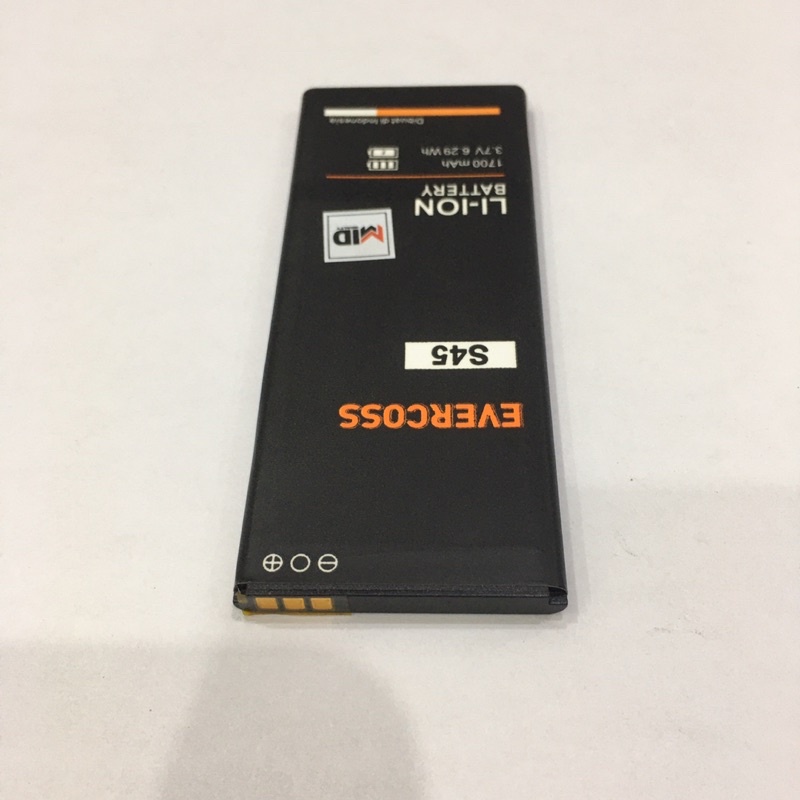 EVERCOSS
S45
MiD
LI-ION
BATTERY
1700 mAh
3.7V 6.29 Wh
Dibuat di Indonesia